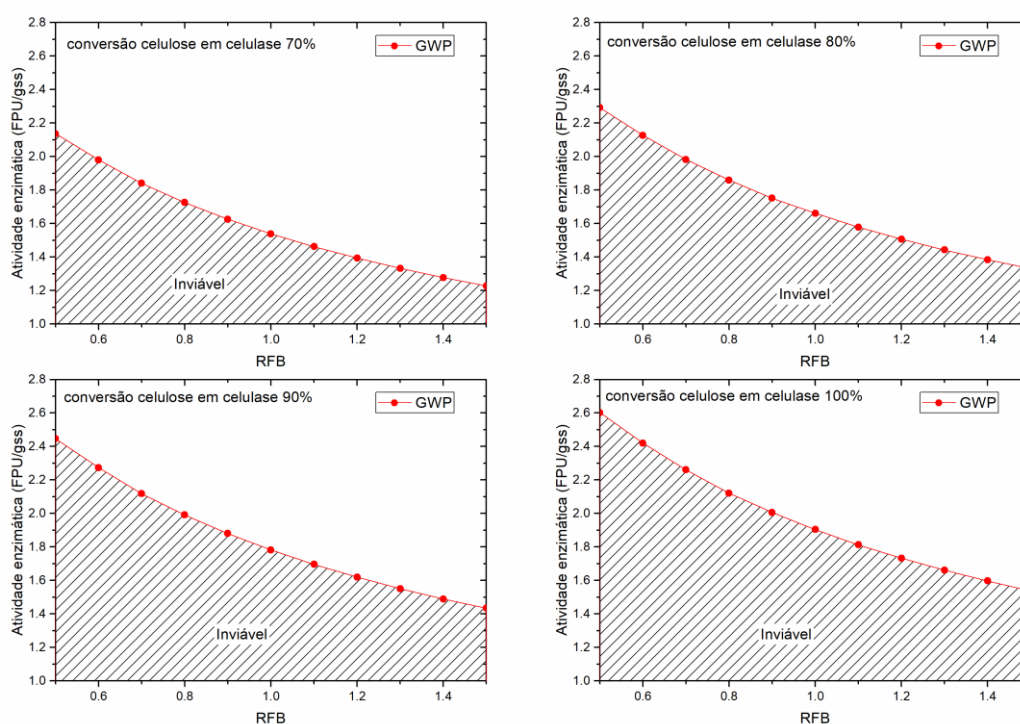 conversão celulose em celulase 70%
GWP
Atividade enzimática (FPU/gss)
2.8
2.6
2.4
2.2
2.0
1.8
1.6
1.4
1.2
1.0
Inviável
0.6 0.8 1.0 1.2 1.4
RFB
conversão celulose em celulase 80%
GWP
Atividade enzimática (FPU/gss)
2.8
2.6
2.4
2.2
2.0
1.8
1.6
1.4
1.2
1.0
Inviável
0.6 0.8 1.0 1.2 1.4
RFB
conversão celulose em celulase 90%
GWP
Atividade enzimática (FPU/gss)
2.8
2.6
2.4
2.2
2.0
1.8
1.6
1.4
1.2
1.0
Inviável
0.6 0.8 1.0 1.2 1.4
RFB
conversão celulose em celulase 100%
GWP
Atividade enzimática (FPU/gss)
2.8
2.6
2.4
2.2
2.0
1.8
1.6
1.4
1.2
1.0
Inviável
0.6 0.8 1.0 1.2 1.4
RFB